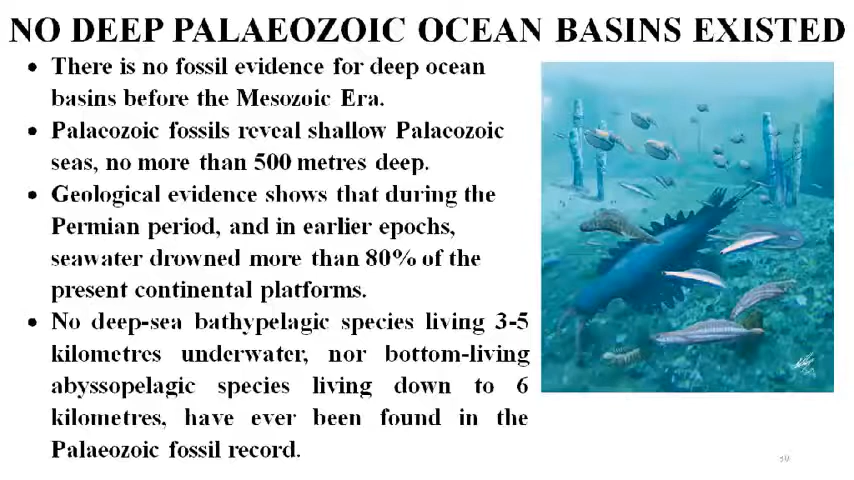 NO DEEP PALAEOZOIC OCEAN BASINS EXISTED
• There is no fossil evidence for deep ocean
basins before the Mesozoic Era.
• Palaeozoic fossils reveal shallow Palaeozoic
seas, no more than 500 metres deep.
• Geological evidence shows that during the
Permian period, and in earlier epochs,
seawater drowned more than 80% of the
present continental platforms.
• No deep-sea bathypelagic species living 3-5
kilometres underwater, nor bottom-living
abyssopelagic species living down to 6
kilometres, have ever been found in the
Palaeozoic fossil record.